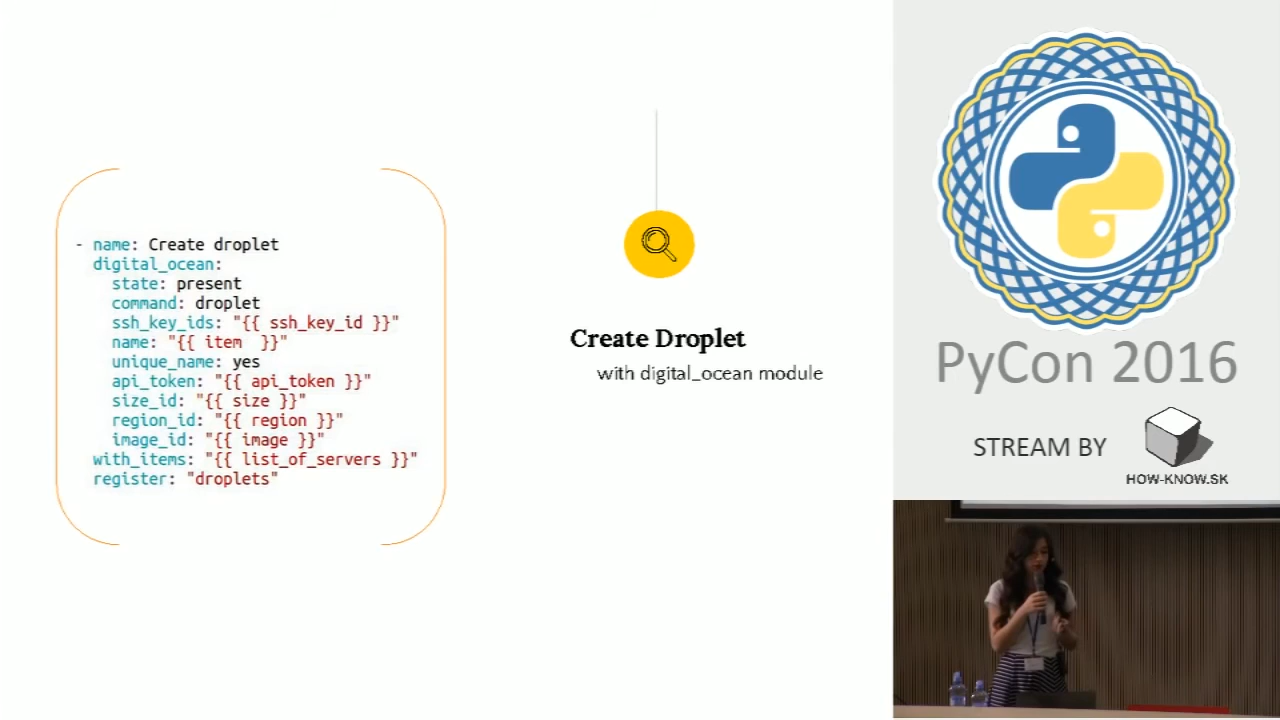 - name: Create droplet
digital_ocean:
state: present
command: droplet
ssh_key_ids: "{{ ssh_key_id }}"
name: "{{ item  }}"
unique_name: yes
api_token: "{{ api_token }}"
size_id: "{{ size }}"
region_id: "{{ region }}"
image_id: "{{ image }}"
with_items: "{{ list_of_servers }}"
register: "droplets"
Create Droplet
with digital_ocean module
PyCon 2016
STREAM BY
HOW-KNOW.SK